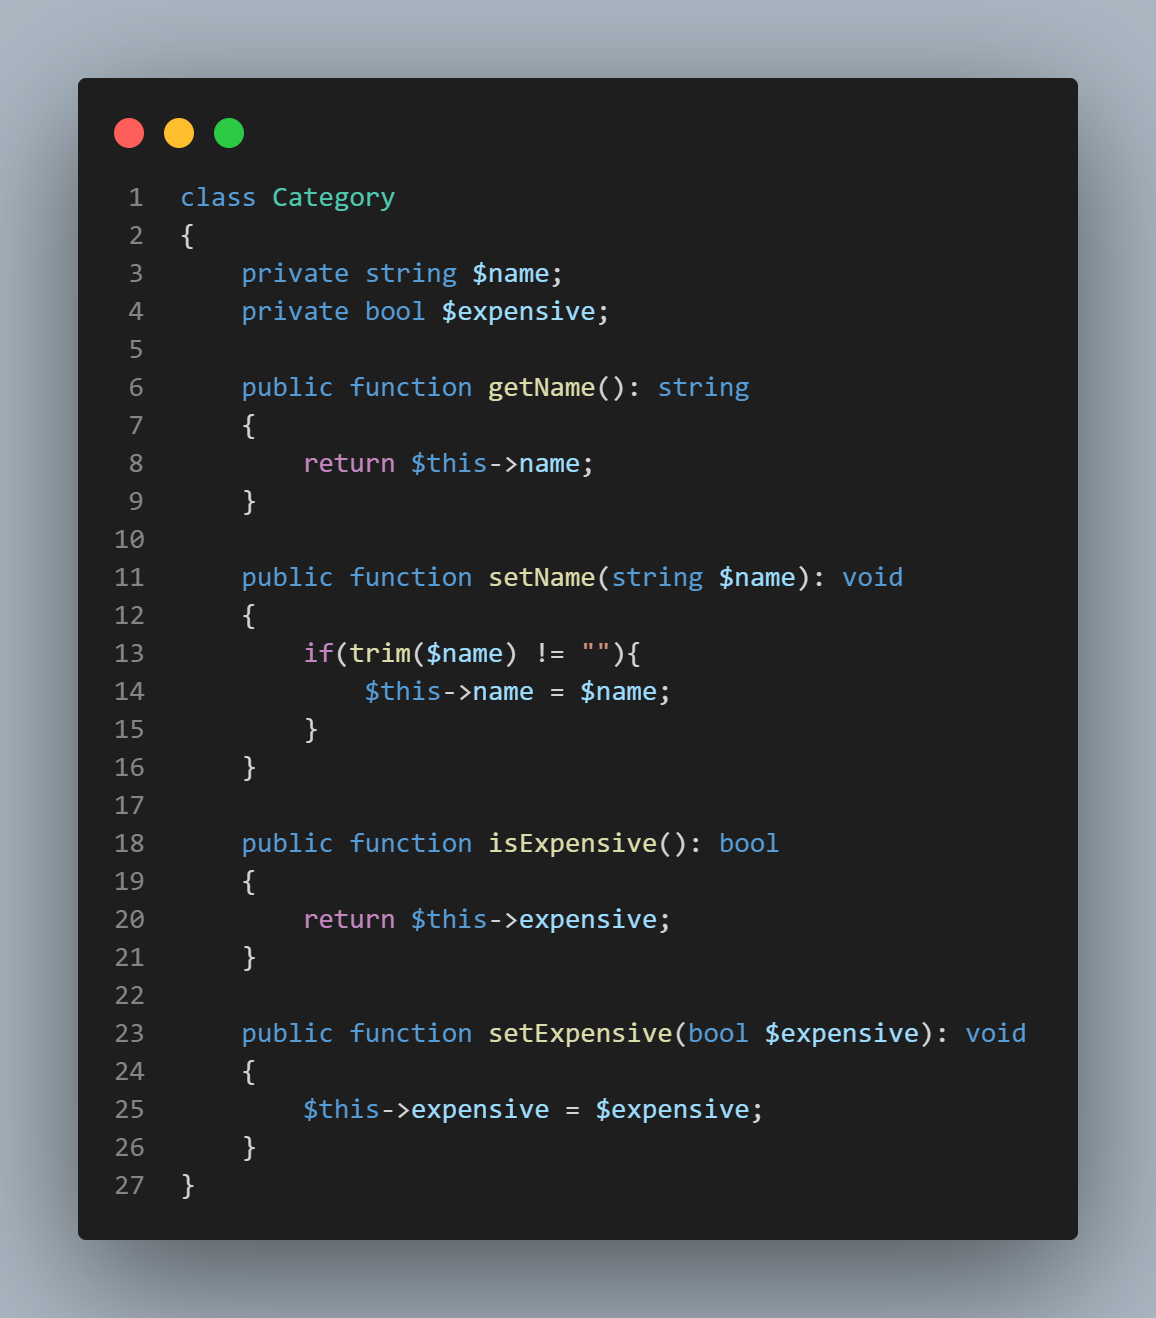 1 class Category
2 {
3     private string $name;
4     private bool $expensive;
5
6     public function getName(): string
7     {
8         return $this->name;
9     }
10
11     public function setName(string $name): void
12     {
13         if(trim($name) != ""){
14             $this->name = $name;
15         }
16     }
17
18     public function isExpensive(): bool
19     {
20         return $this->expensive;
21     }
22
23     public function setExpensive(bool $expensive): void
24     {
25         $this->expensive = $expensive;
26     }
27 }